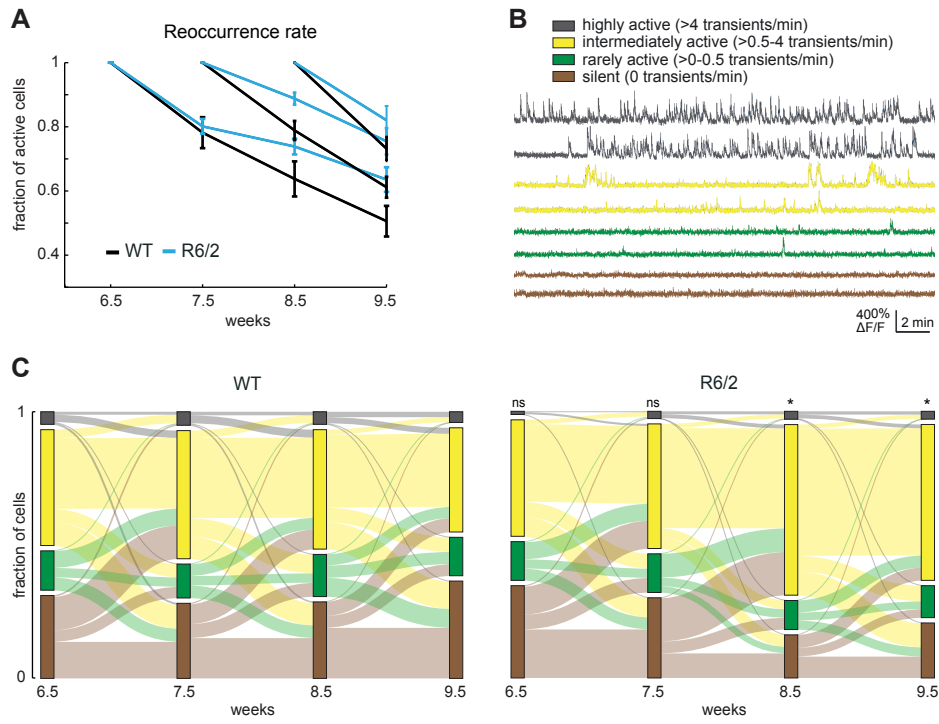 A
Reoccurrence rate
1
0.8
0.6
0.4
fraction of active cells
WT
R6/2
6.5
7.5
8.5
9.5
weeks
B
highly active (>4 transients/min)
intermediately active (>0.5-4 transients/min)
rarely active (>0-0.5 transients/min)
silent (0 transients/min)
400%
ΔF/F
2 min
C
WT
1
fraction of cells
0
6.5
7.5
8.5
9.5
weeks
R6/2
ns
ns
*
*
6.5
7.5
8.5
9.5
weeks